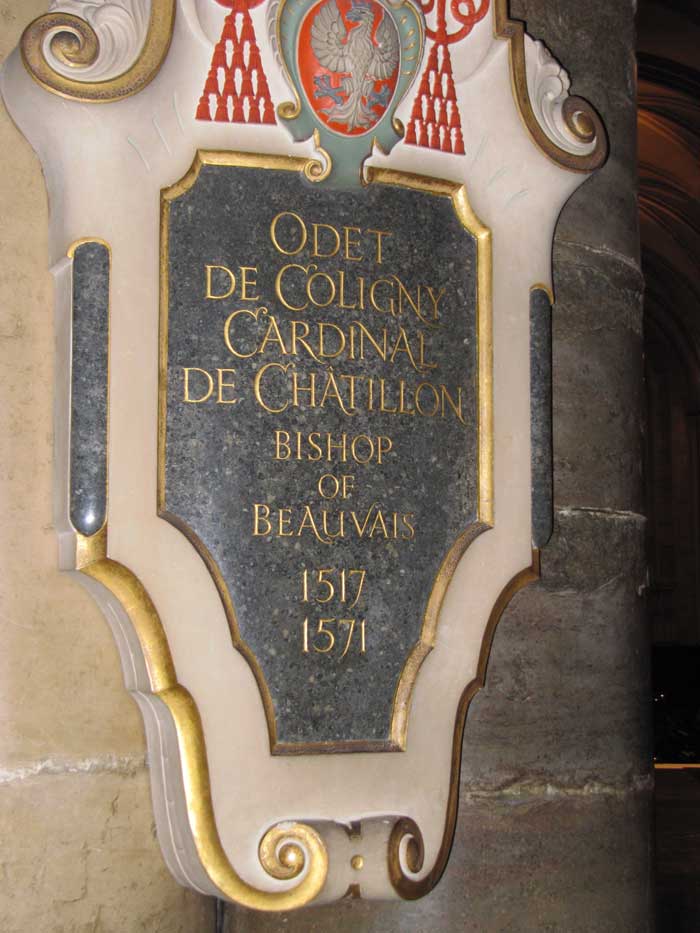 ODET
DE COLIGNY
CARDINAL
DE CHÂTILLON
BISHOP
OF
BEAUVAIS
1517
1571